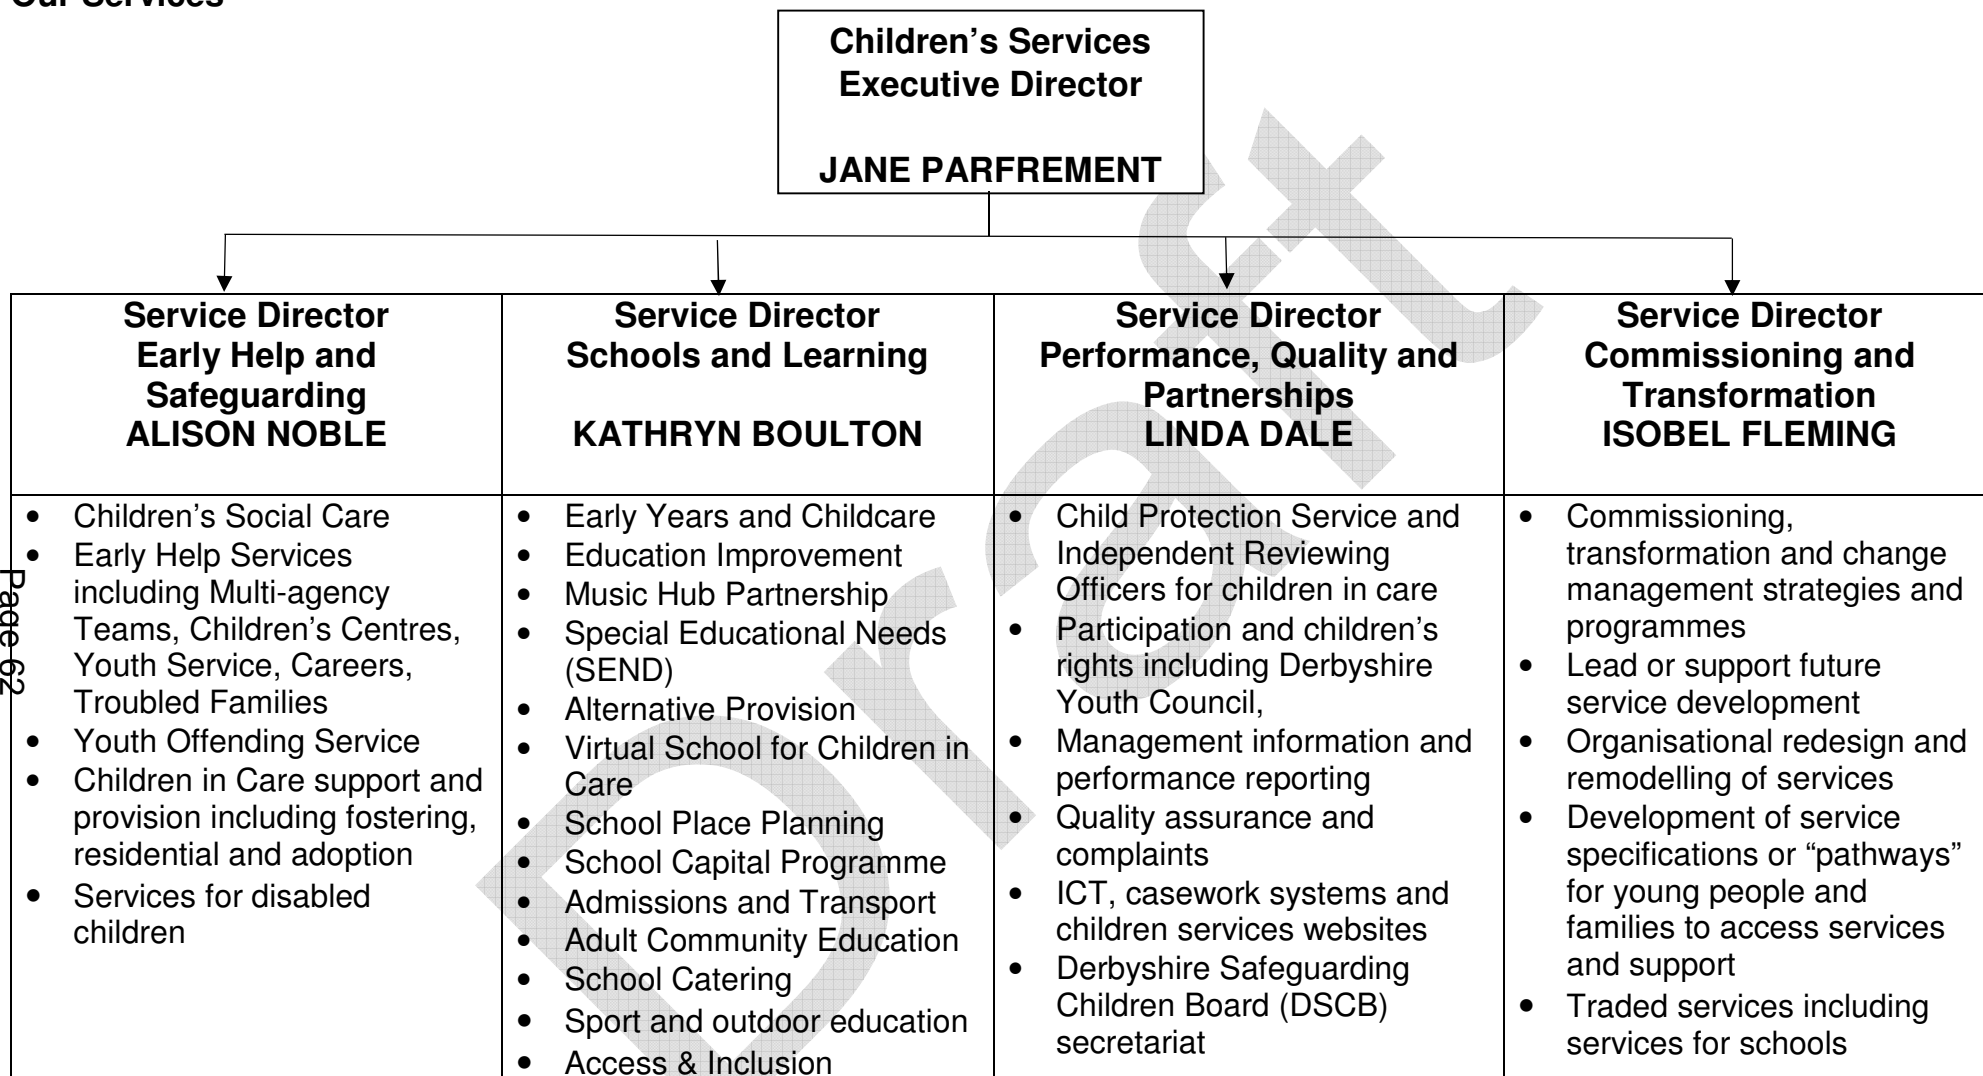 Our Services
Children's Services
Executive Director
JANE PARFREMENT
Service Director
Early Help and
Safeguarding
ALISON NOBLE
Service Director
Schools and Learning
KATHRYN BOULTON
Service Director
Performance, Quality and
Partnerships
LINDA DALE
Service Director
Commissioning and
Transformation
ISOBEL FLEMING
• Children's Social Care
• Early Help Services
including Multi-agency
Teams, Children's Centres,
Youth Service, Careers,
Troubled Families
• Youth Offending Service
• Children in Care support and
provision including fostering,
residential and adoption
• Services for disabled
children
• Early Years and Childcare
• Education Improvement
• Music Hub Partnership
• Special Educational Needs
(SEND)
• Alternative Provision
• Virtual School for Children in
Care
• School Place Planning
• School Capital Programme
• Admissions and Transport
• Adult Community Education
• School Catering
• Sport and outdoor education
• Access & Inclusion
• Child Protection Service and
Independent Reviewing
Officers for children in care
• Participation and children's
rights including Derbyshire
Youth Council,
• Management information and
performance reporting
• Quality assurance and
complaints
• ICT, casework systems and
children services websites
• Derbyshire Safeguarding
Children Board (DSCB)
secretariat
• Commissioning,
transformation and change
management strategies and
programmes
• Lead or support future
service development
• Organisational redesign and
remodelling of services
• Development of service
specifications or "pathways"
for young people and
families to access services
and support
• Traded services including
services for schools
Page 62
Draft